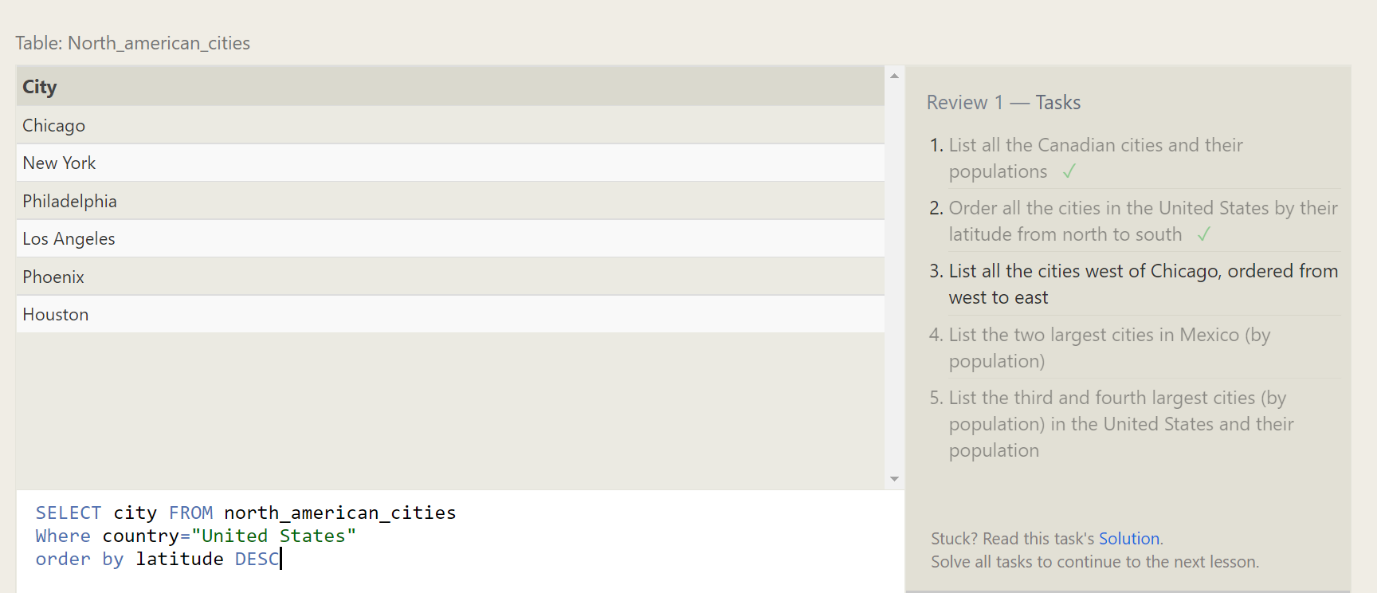 Table: North_american_cities
City
Chicago
New York
Philadelphia
Los Angeles
Phoenix
Houston
SELECT city FROM north_american_cities
Where country="United States"
order by latitude DESC
Review 1 — Tasks
1. List all the Canadian cities and their
populations ✓
2. Order all the cities in the United States by their
latitude from north to south ✓
3. List all the cities west of Chicago, ordered from
west to east
4. List the two largest cities in Mexico (by
population)
5. List the third and fourth largest cities (by
population) in the United States and their
population
Stuck? Read this task's Solution.
Solve all tasks to continue to the next lesson.